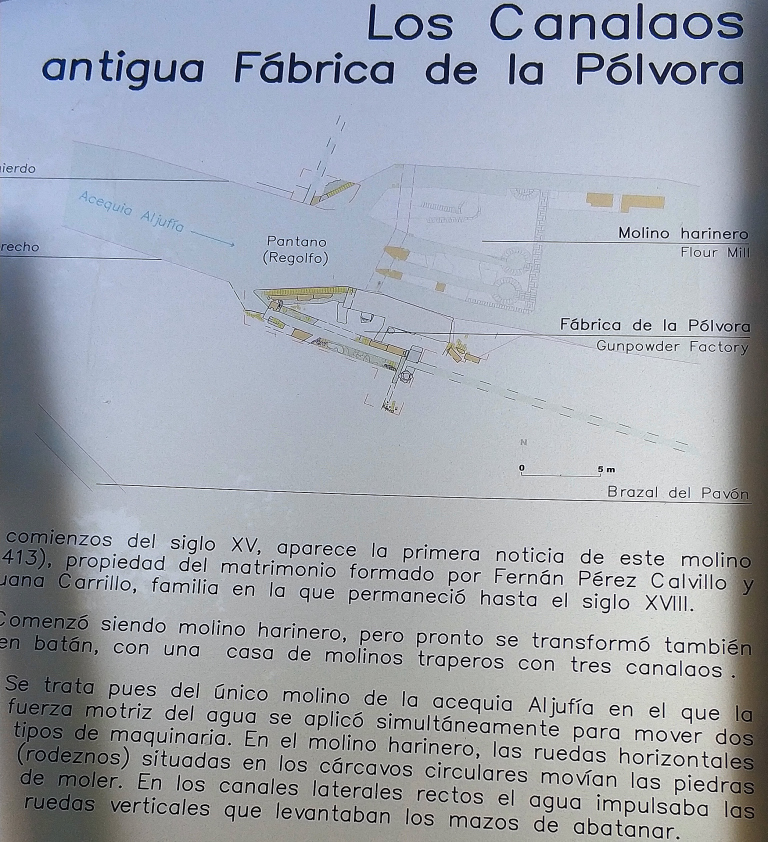 Los Canalaos
antigua Fábrica de la Pólvora
Acequia Aljufía
Pantano
(Regolfo)
Molino harinero
Flour Mill
Fábrica de la Pólvora
Gunpowder Factory
N
0 5 m
Brazal del Pavón
comienzos del siglo XV, aparece la primera noticia de este molino
413), propiedad del matrimonio formado por Fernán Pérez Calvillo y
uana Carrillo, familia en la que permaneció hasta el siglo XVIII.
Comenzó siendo molino harinero, pero pronto se transformó también
en batán, con una casa de molinos traperos con tres canalaos .
Se trata pues del único molino de la acequia Aljufía en el que la
fuerza motriz del agua se aplicó simultáneamente para mover dos
tipos de maquinaria. En el molino harinero, las ruedas horizontales
(rodeznos) situadas en los cárcavos circulares movían las piedras
de moler. En los canales laterales rectos el agua impulsaba las
ruedas verticales que levantaban los mazos de abatanar.